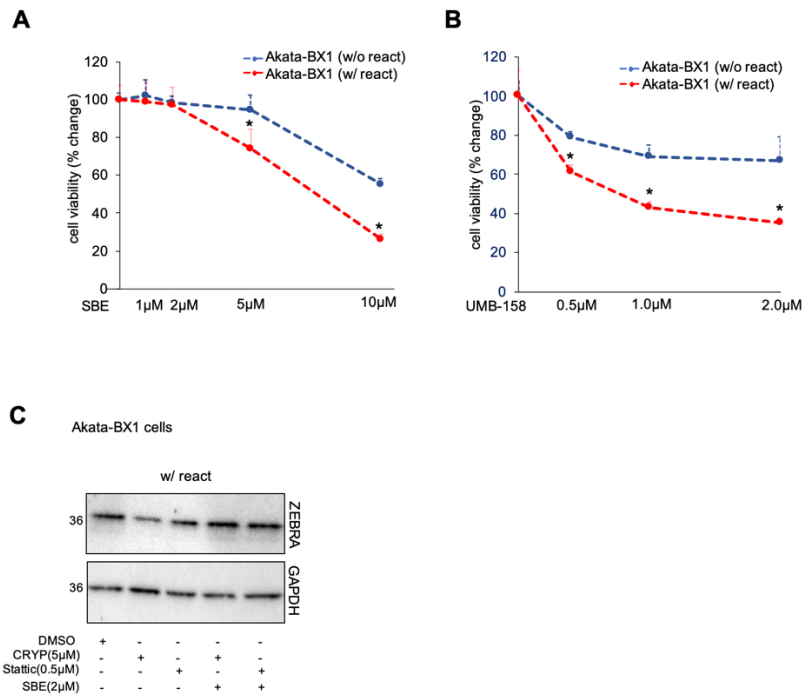 A
Akata-BX1 (w/o react)
Akata-BX1 (w/ react)
cell viability (% change)
120
100
80
60
40
20
0
*
*
SBE 1µM 2µM 5µM 10µM
B
Akata-BX1 (w/o react)
Akata-BX1 (w/ react)
cell viability (% change)
120
100
80
60
40
20
0
*
*
*
UMB-158 0.5µM 1.0µM 2.0µM
C
Akata-BX1 cells
w/ react
36
ZEBRA
36
GAPDH
DMSO + - - - -
CRYP(5µM) - + - + -
Stattic(0.5µM) - - + - +
SBE(2µM) - - - + +